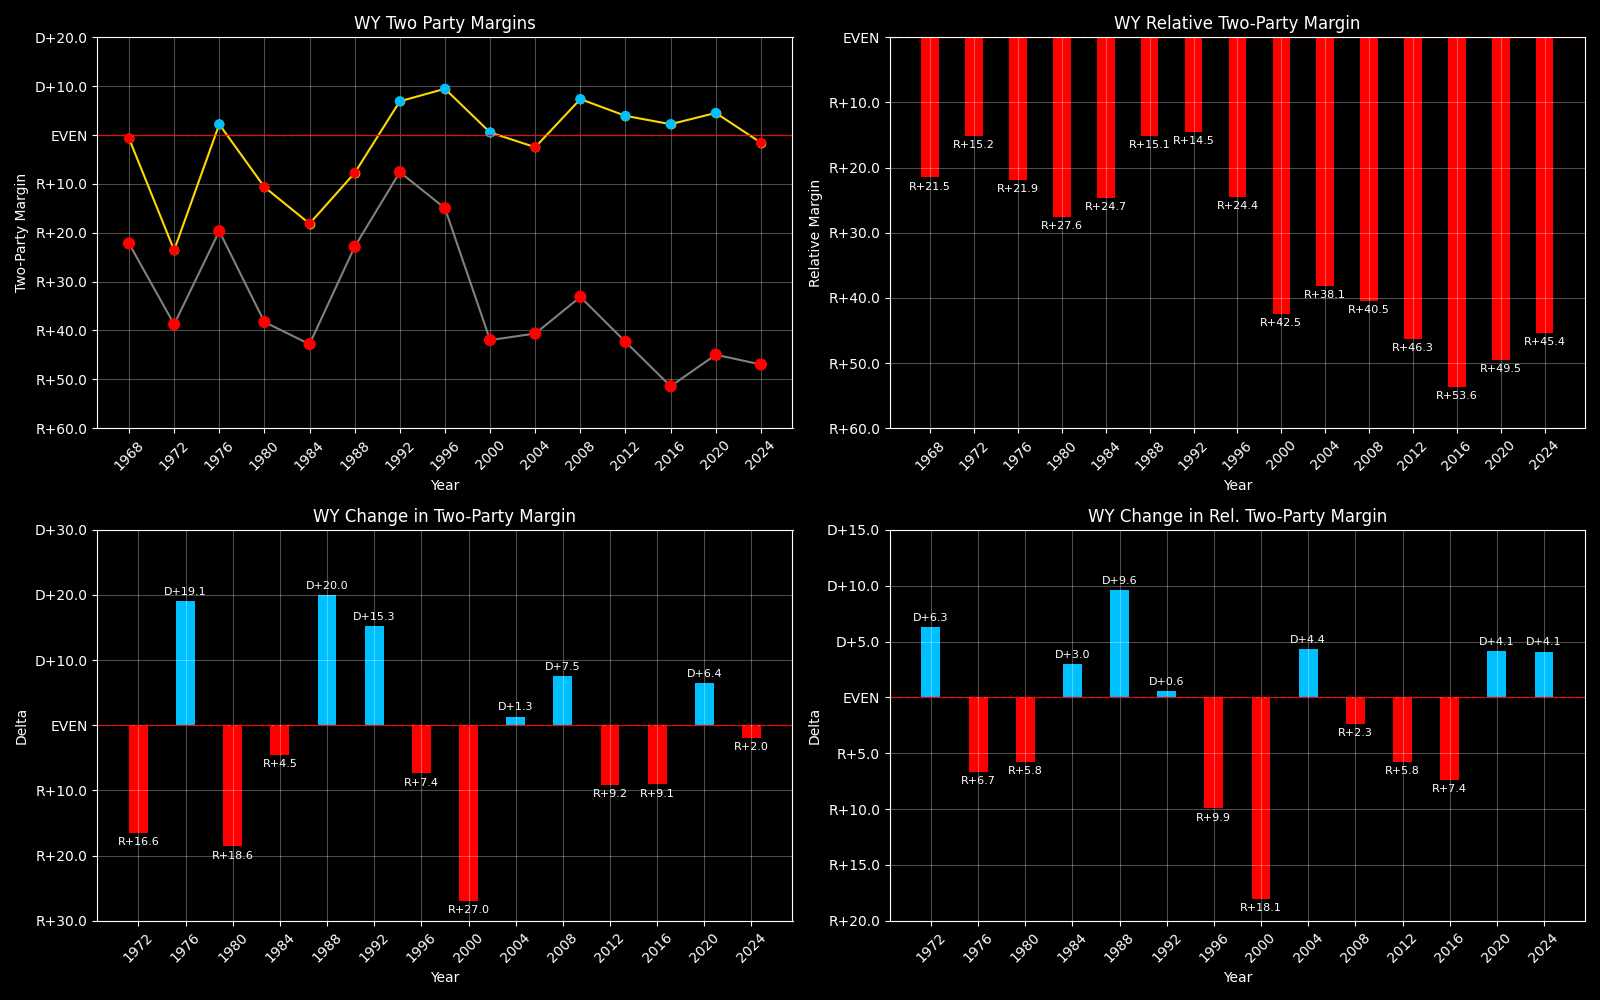 WY Two Party Margins
D+20.0
D+10.0
EVEN
R+10.0
R+20.0
R+30.0
R+40.0
R+50.0
R+60.0
Two-Party Margin
1968 1972 1976 1980 1984 1988 1992 1996 2000 2004 2008 2012 2016 2020 2024
Year
WY Relative Two-Party Margin
EVEN
R+10.0
R+20.0
R+30.0
R+40.0
R+50.0
R+60.0
Relative Margin
R+21.5
R+15.2
R+21.9
R+27.6
R+24.7
R+15.1
R+14.5
R+24.4
R+42.5
R+38.1
R+40.5
R+46.3
R+53.6
R+49.5
R+45.4
1968 1972 1976 1980 1984 1988 1992 1996 2000 2004 2008 2012 2016 2020 2024
Year
WY Change in Two-Party Margin
D+30.0
D+20.0
D+10.0
EVEN
R+10.0
R+20.0
R+30.0
Delta
R+16.6
D+19.1
R+18.6
R+4.5
D+20.0
D+15.3
R+7.4
R+27.0
D+1.3
D+7.5
R+9.2
R+9.1
D+6.4
R+2.0
1972 1976 1980 1984 1988 1992 1996 2000 2004 2008 2012 2016 2020 2024
Year
WY Change in Rel. Two-Party Margin
D+15.0
D+10.0
D+5.0
EVEN
R+5.0
R+10.0
R+15.0
R+20.0
Delta
D+6.3
R+6.7
R+5.8
D+3.0
D+9.6
D+0.6
R+9.9
R+18.1
D+4.4
R+2.3
R+5.8
R+7.4
D+4.1
D+4.1
1972 1976 1980 1984 1988 1992 1996 2000 2004 2008 2012 2016 2020 2024
Year